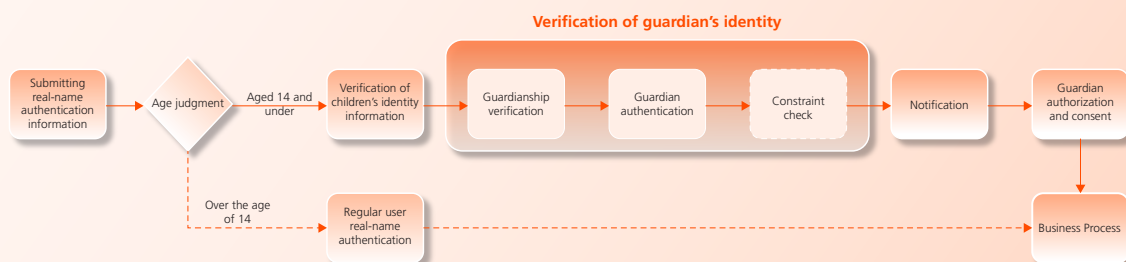 Verification of guardian's identity
Submitting
real-name
authentication
information
Age judgment
Aged 14 and
under
Verification of
children's identity
information
Guardianship
verification
Guardian
authentication
Constraint
check
Notification
Guardian
authorization
and consent
Over the age
of 14
Regular user
real-name
authentication
Business Process